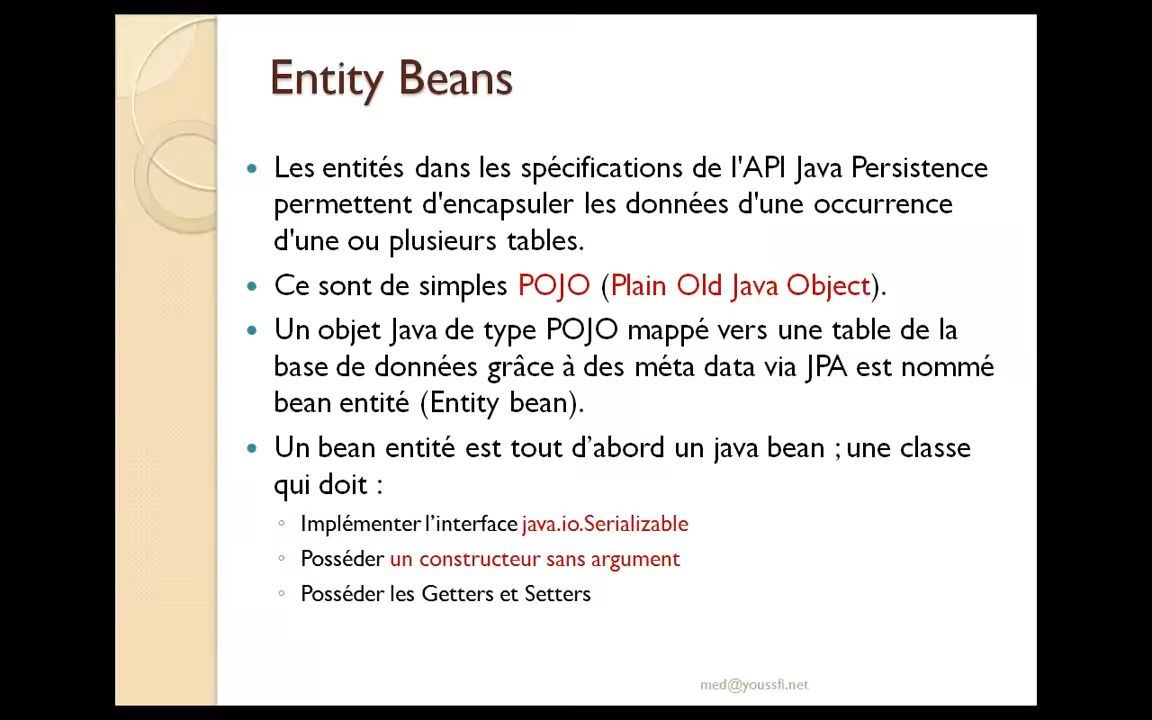 Entity Beans
• Les entités dans les spécifications de l'API Java Persistence
permettent d'encapsuler les données d'une occurrence
d'une ou plusieurs tables.
• Ce sont de simples POJO (Plain Old Java Object).
• Un objet Java de type POJO mappé vers une table de la
base de données grâce à des méta data via JPA est nommé
bean entité (Entity bean).
• Un bean entité est tout d’abord un java bean ; une classe
qui doit :
◦ Implémenter l’interface java.io.Serializable
◦ Posséder un constructeur sans argument
◦ Posséder les Getters et Setters
med@youssfi.net